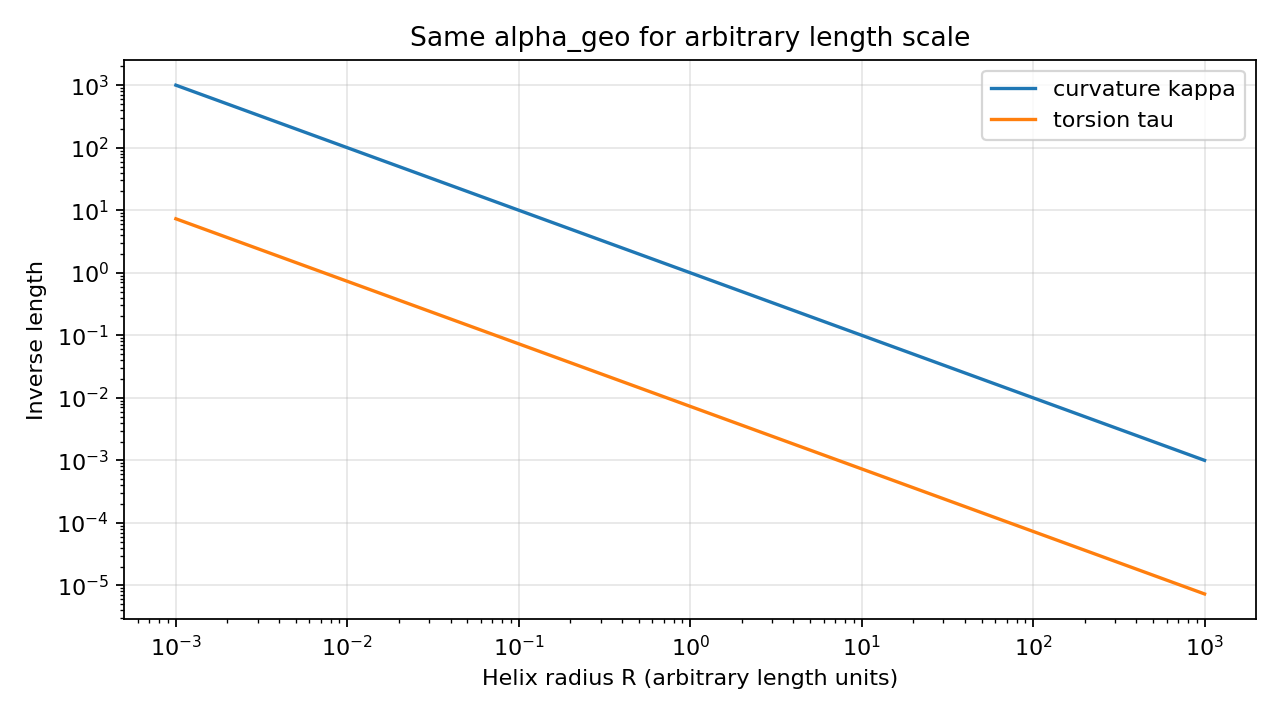 Same alpha_geo for arbitrary length scale
curvature kappa
torsion tau
Inverse length
10³
10²
10¹
10⁰
10⁻¹
10⁻²
10⁻³
10⁻⁴
10⁻⁵
10⁻³ 10⁻² 10⁻¹ 10⁰ 10¹ 10² 10³
Helix radius R (arbitrary length units)